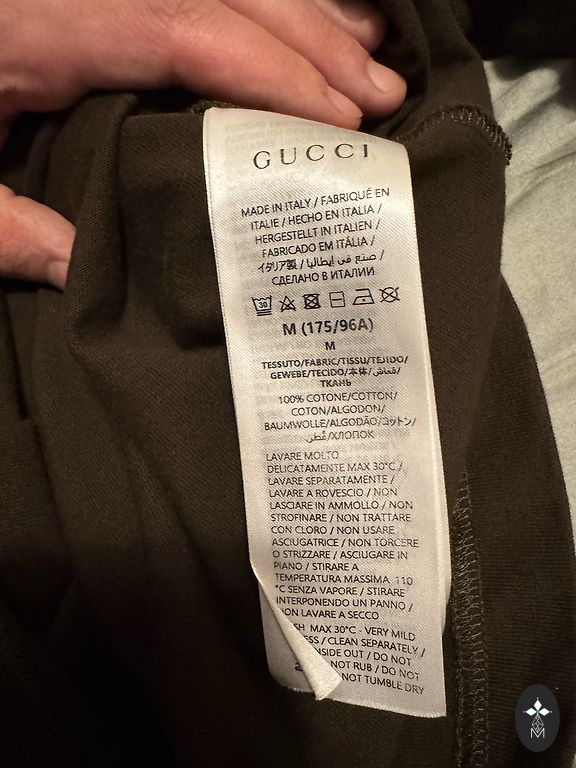 GUCCI
MADE IN ITALY / FABRIQUÉ EN
ITALIE / HECHO EN ITALIA /
HERGESTELLT IN ITALIEN /
FABRICADO EM ITÁLIA /
イタリア製 / صنع في ايطاليا /
СДЕЛАНО В ИТАЛИИ
30
M (175/96A)
M
TESSUTO/FABRIC/TISSU/TEJIDO/
GEWEBE/TECIDO/本体/قماش/
ТКАНЬ
100% COTONE/COTTON/
COTON/ALGODON/
BAUMWOLLE/ALGODÃO/コットン/
قُطن/ХЛОПОК
LAVARE MOLTO
DELICATAMENTE MAX 30°C /
LAVARE SEPARATAMENTE /
LAVARE A ROVESCIO / NON
LASCIARE IN AMMOLLO / NON
STROFINARE / NON TRATTARE
CON CLORO / NON USARE
ASCIUGATRICE / NON TORCERE
O STRIZZARE / ASCIUGARE IN
PIANO / STIRARE A
TEMPERATURA MASSIMA 110
°C SENZA VAPORE / STIRARE
INTERPONENDO UN PANNO /
NON LAVARE A SECCO
MAX 30°C - VERY MILD
/ CLEAN SEPARATELY /
INSIDE OUT / DO NOT
NOT RUB / DO NOT
NOT TUMBLE DRY
M